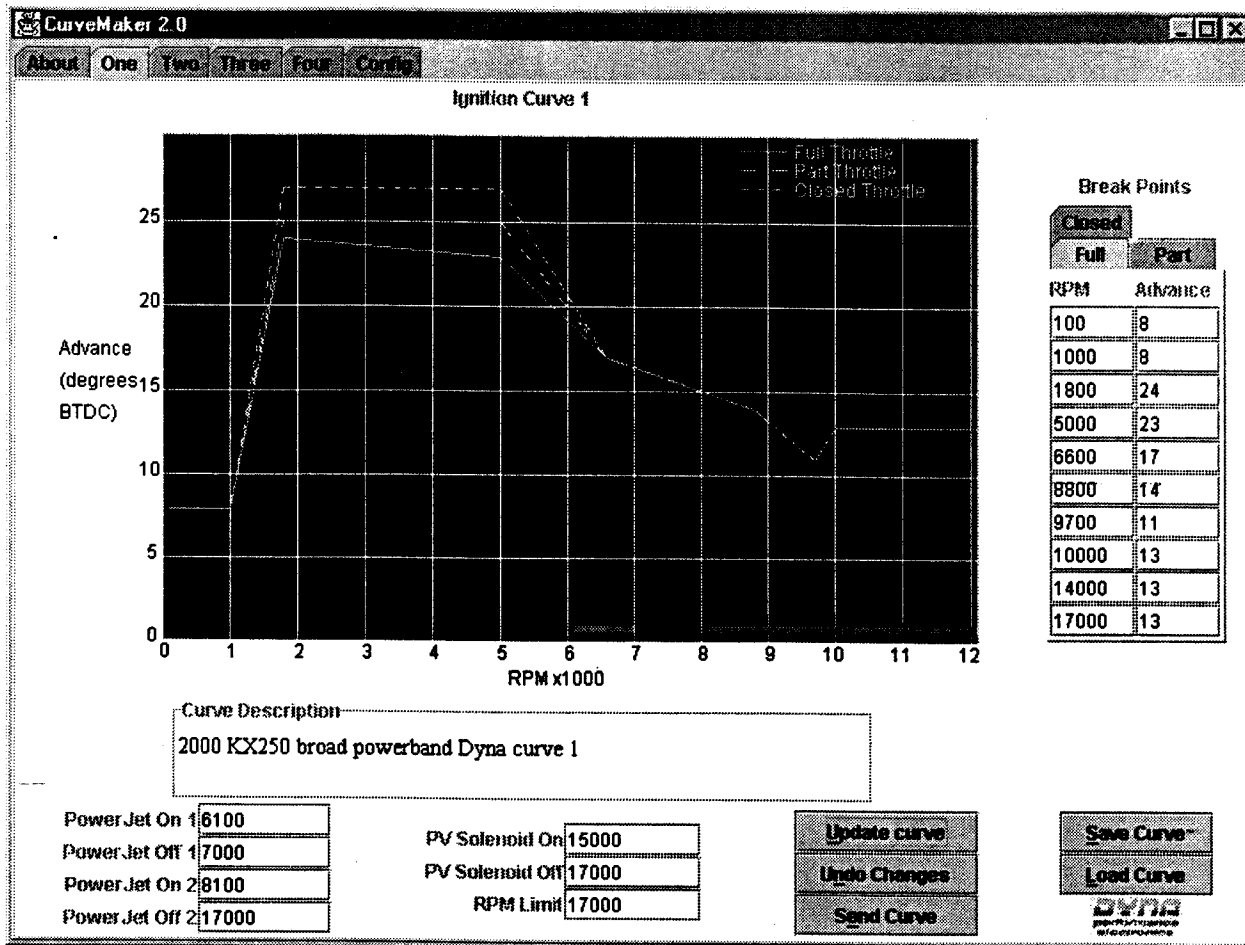 CurveMaker 2.0
About One Two Three Four Config
Ignition Curve 1
Full Throttle
Part Throttle
Closed Throttle
25
20
15
10
5
0
Advance
(degrees
BTDC)
0 1 2 3 4 5 6 7 8 9 10 11 12
RPM x1000
Break Points
Closed
Full Part
RPM Advance
100 8
1000 8
1800 24
5000 23
6600 17
8800 14
9700 11
10000 13
14000 13
17000 13
Curve Description
2000 KX250 broad powerband Dyna curve 1
Power Jet On 1 6100
Power Jet Off 1 7000
Power Jet On 2 8100
Power Jet Off 2 17000
PV Solenoid On 15000
PV Solenoid Off 17000
RPM Limit 17000
Update curve
Undo Changes
Send Curve
Save Curve
Load Curve
DYNA
performance
electronics